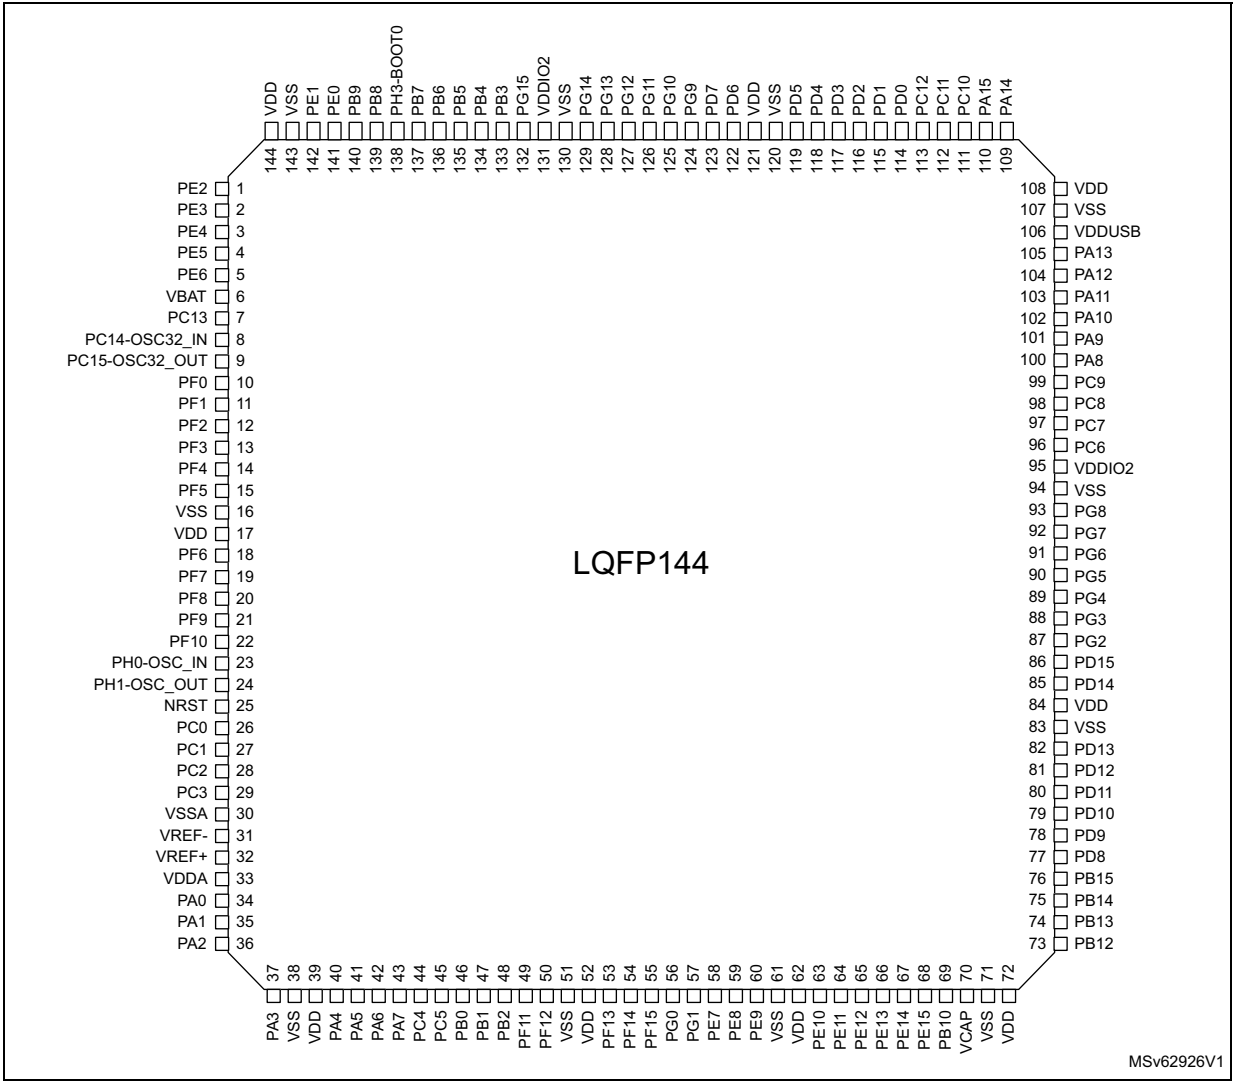 VDD VSS PE1 PE0 PB9 PB8 PH3-BOOT0 PB7 PB6 PB5 PB4 PB3 PG15 VDDIO2 VSS PG14 PG13 PG12 PG11 PG10 PG9 PD7 PD6 VDD VSS PD5 PD4 PD3 PD2 PD1 PD0 PC12 PC11 PC10 PA15 PA14
144 143 142 141 140 139 138 137 136 135 134 133 132 131 130 129 128 127 126 125 124 123 122 121 120 119 118 117 116 115 114 113 112 111 110 109
PE2 1
PE3 2
PE4 3
PE5 4
PE6 5
VBAT 6
PC13 7
PC14-OSC32_IN 8
PC15-OSC32_OUT 9
PF0 10
PF1 11
PF2 12
PF3 13
PF4 14
PF5 15
VSS 16
VDD 17
PF6 18
PF7 19
PF8 20
PF9 21
PF10 22
PH0-OSC_IN 23
PH1-OSC_OUT 24
NRST 25
PC0 26
PC1 27
PC2 28
PC3 29
VSSA 30
VREF- 31
VREF+ 32
VDDA 33
PA0 34
PA1 35
PA2 36
LQFP144
108 VDD
107 VSS
106 VDDUSB
105 PA13
104 PA12
103 PA11
102 PA10
101 PA9
100 PA8
99 PC9
98 PC8
97 PC7
96 PC6
95 VDDIO2
94 VSS
93 PG8
92 PG7
91 PG6
90 PG5
89 PG4
88 PG3
87 PG2
86 PD15
85 PD14
84 VDD
83 VSS
82 PD13
81 PD12
80 PD11
79 PD10
78 PD9
77 PD8
76 PB15
75 PB14
74 PB13
73 PB12
37 38 39 40 41 42 43 44 45 46 47 48 49 50 51 52 53 54 55 56 57 58 59 60 61 62 63 64 65 66 67 68 69 70 71 72
PA3 VSS VDD PA4 PA5 PA6 PA7 PC4 PC5 PB0 PB1 PB2 PF11 PF12 VSS VDD PF13 PF14 PF15 PG0 PG1 PE7 PE8 PE9 VSS VDD PE10 PE11 PE12 PE13 PE14 PE15 PB10 VCAP VSS VDD
MSv62926V1